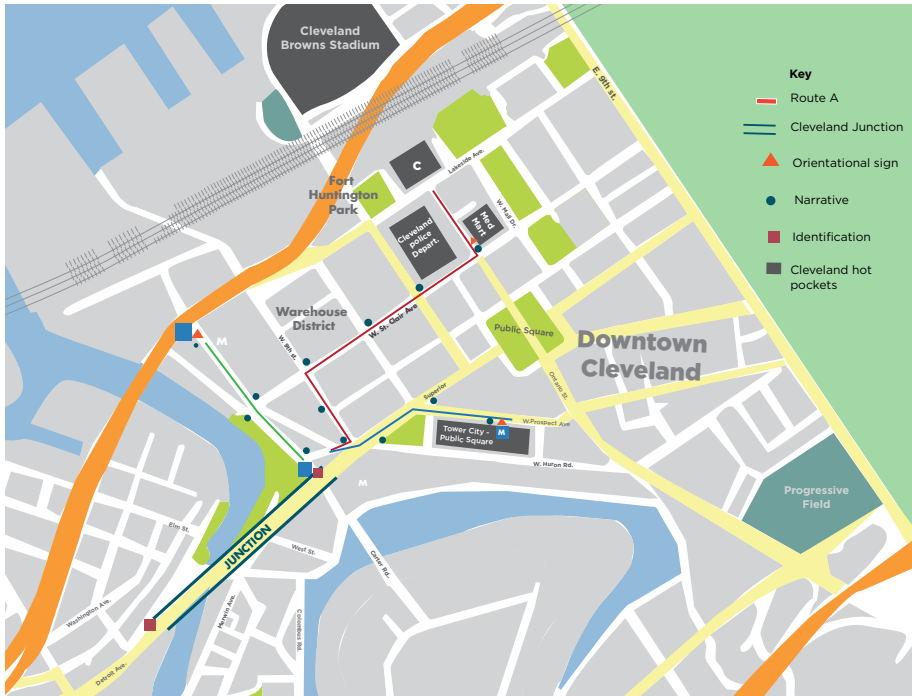 Cleveland
Browns Stadium
E. 9th st.
Key
Route A
Cleveland Junction
Orientational sign
Narrative
Identification
Cleveland hot
pockets
C
Lakeside Ave.
Fort
Huntington
Park
W. Mall Dr.
Med
Mart
Cleveland
police
Depart.
Warehouse
District
W. St. Clair Ave
W. 9th st.
Public Square
Downtown
Cleveland
M
Superior
Ontario St.
W.Prospect Ave
Tower City -
Public Square
M
W. Huron Rd.
M
Progressive
Field
Elm St.
JUNCTION
West St.
Carter Rd.
Washington Ave.
Merwin Ave.
Columbus Rd.
Detroit Ave.